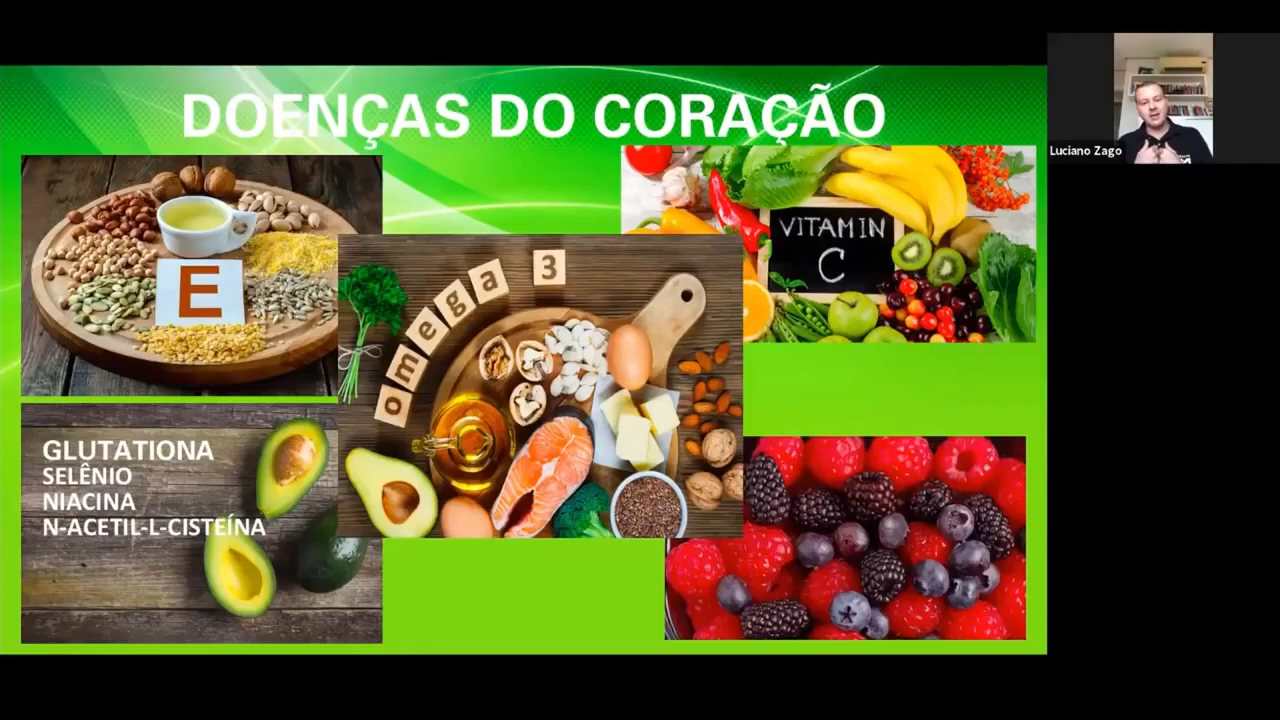 DOENÇAS DO CORAÇÃO
Luciano Zago
E
omega 3
VITAMIN
C
GLUTATIONA
SELÊNIO
NIACINA
N-ACETIL-L-CISTEÍNA